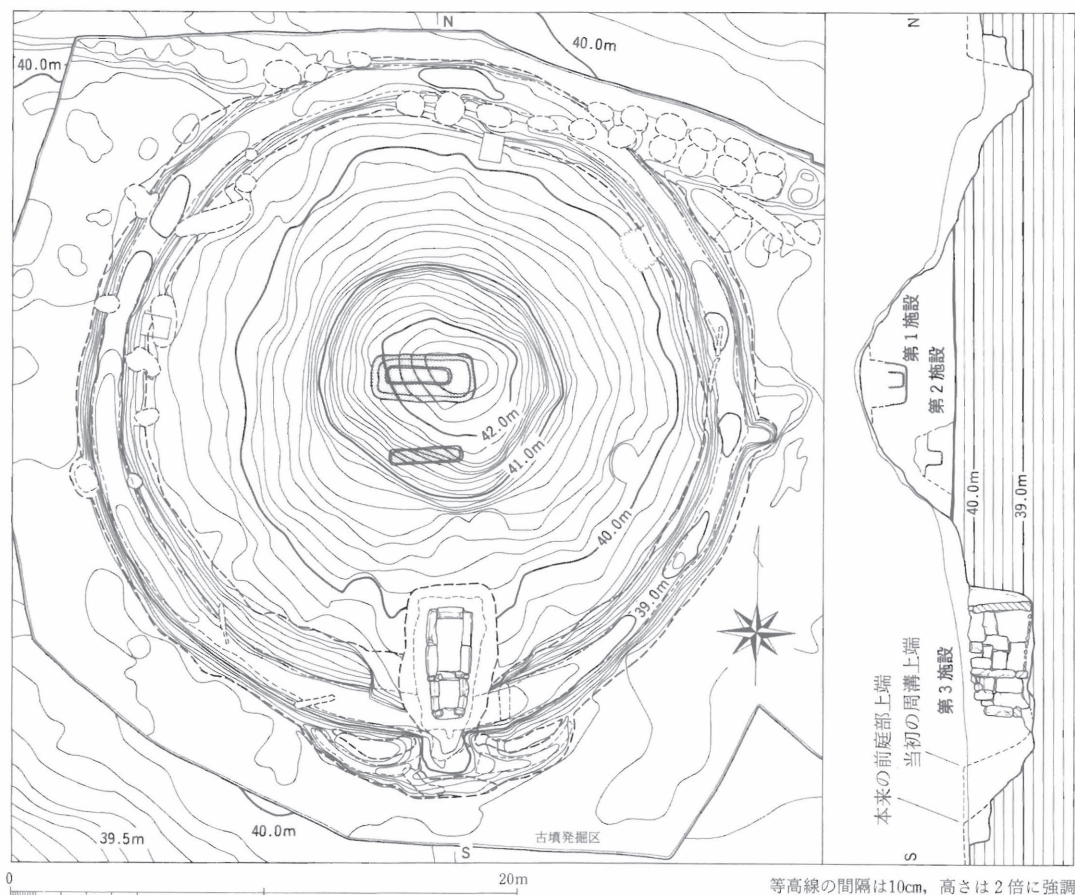 N
40.0m
40.0m
42.0m
41.0m
40.0m
39.0m
39.5m
40.0m
S
古墳発掘区
0
20m
N
第1施設
第2施設
40.0m
39.0m
第3施設
当初の周溝上端
本来の前庭部上端
S
等高線の間隔は10cm, 高さは2倍に強調